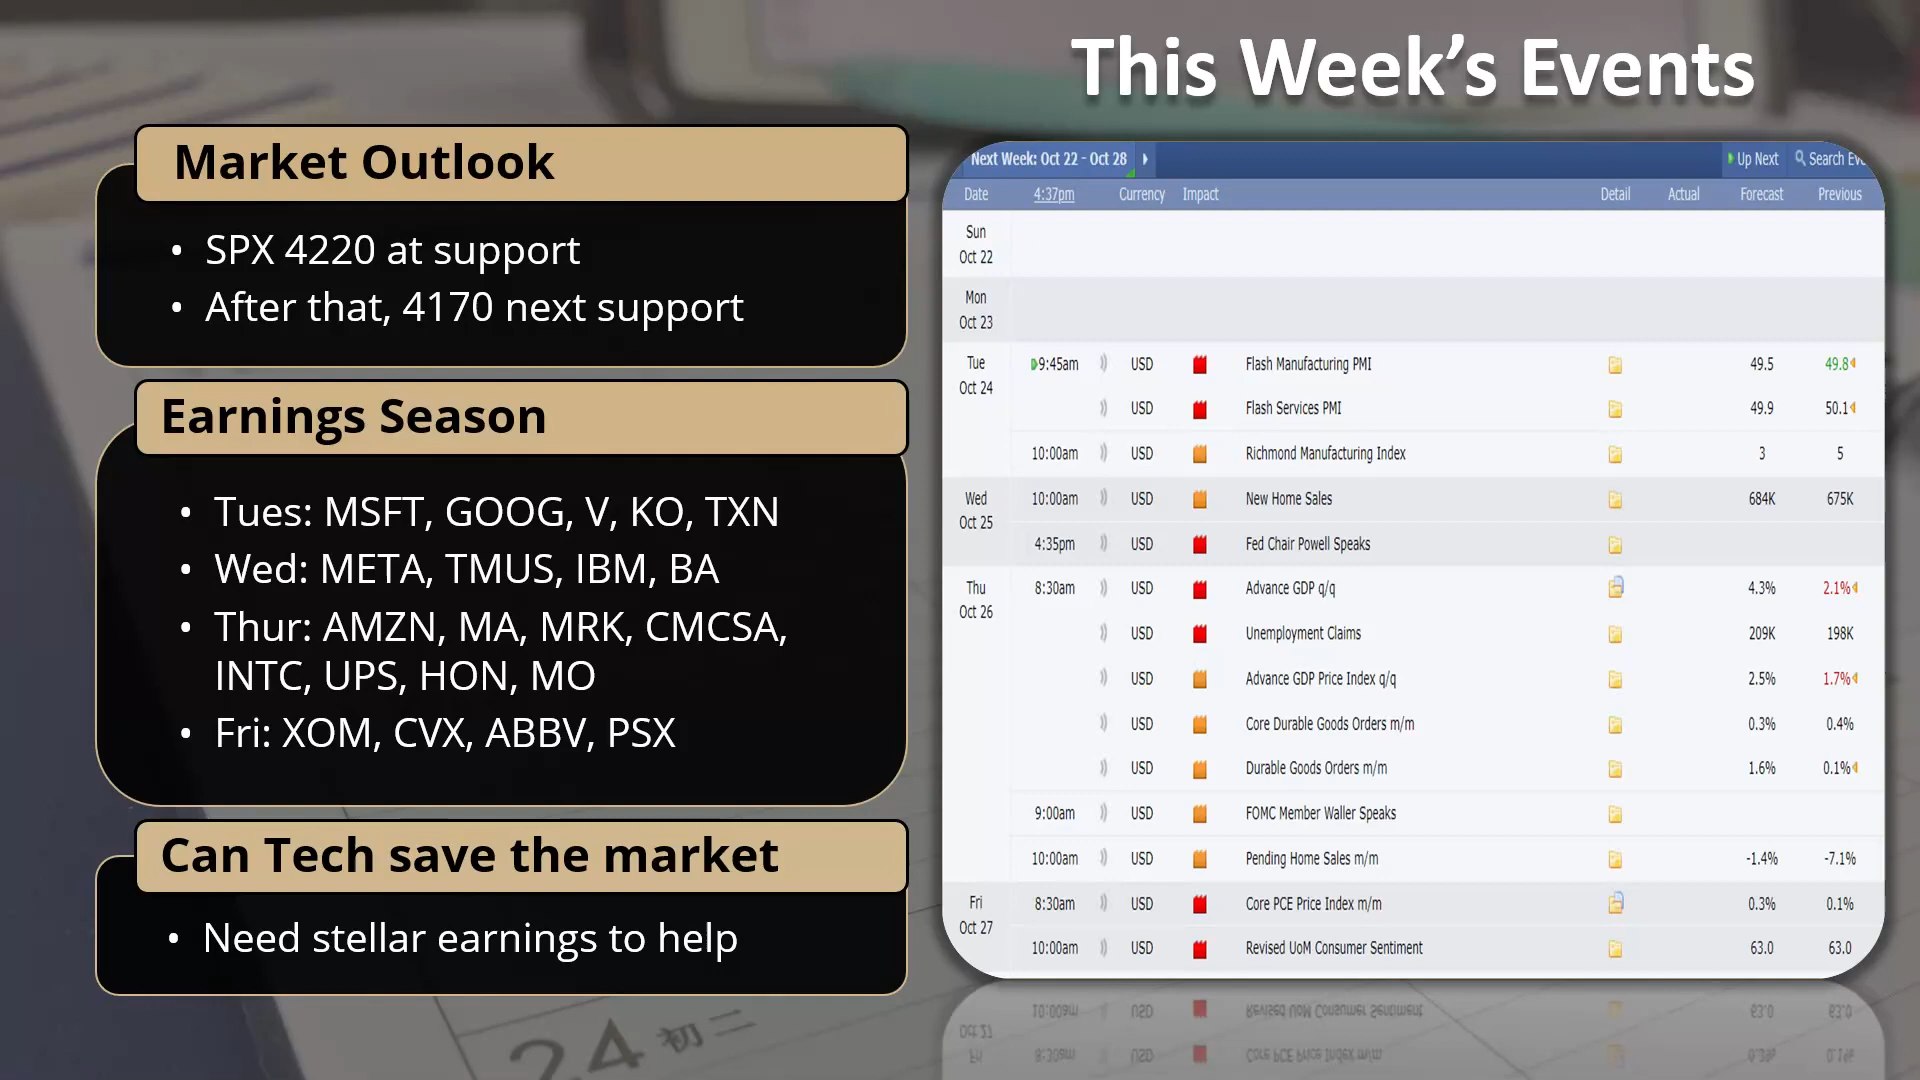 This Week’s Events
Market Outlook
• SPX 4220 at support
• After that, 4170 next support
Earnings Season
• Tues: MSFT, GOOG, V, KO, TXN
• Wed: META, TMUS, IBM, BA
• Thur: AMZN, MA, MRK, CMCSA,
INTC, UPS, HON, MO
• Fri: XOM, CVX, ABBV, PSX
Can Tech save the market
• Need stellar earnings to help
Next Week: Oct 22 - Oct 28 Up Next Search Eve
Date 4:37pm Currency Impact Detail Actual Forecast Previous
Sun
Oct 22
Mon
Oct 23
Tue 9:45am USD Flash Manufacturing PMI 49.5 49.8
Oct 24
USD Flash Services PMI 49.9 50.1
10:00am USD Richmond Manufacturing Index 3 5
Wed 10:00am USD New Home Sales 684K 675K
Oct 25
4:35pm USD Fed Chair Powell Speaks
Thu 8:30am USD Advance GDP q/q 4.3% 2.1%
Oct 26
USD Unemployment Claims 209K 198K
USD Advance GDP Price Index q/q 2.5% 1.7%
USD Core Durable Goods Orders m/m 0.3% 0.4%
USD Durable Goods Orders m/m 1.6% 0.1%
9:00am USD FOMC Member Waller Speaks
10:00am USD Pending Home Sales m/m -1.4% -7.1%
Fri 8:30am USD Core PCE Price Index m/m 0.3% 0.1%
Oct 27
10:00am USD Revised UoM Consumer Sentiment 63.0 63.0
24 初二